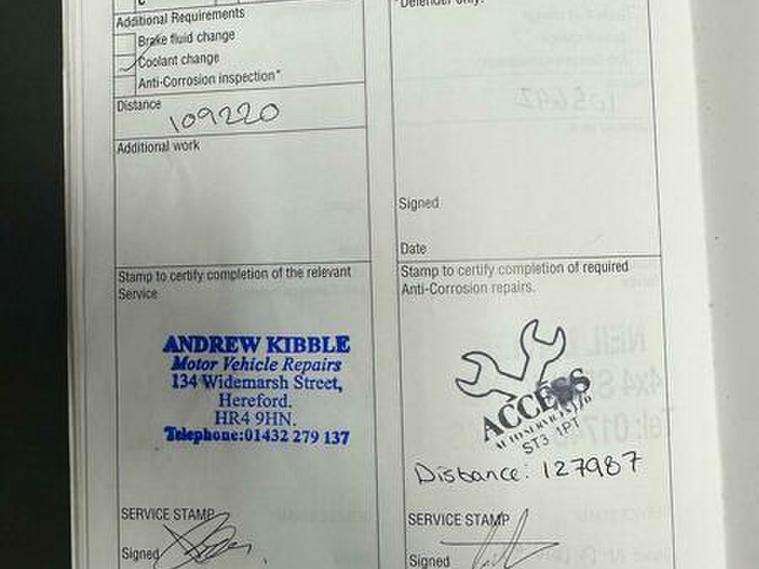 Additional Requirements
Brake fluid change
Coolant change
Anti-Corrosion inspection*
Distance
109220
Additional work
Stamp to certify completion of the relevant
Service
ANDREW KIBBLE
Motor Vehicle Repairs
134 Widemarsh Street,
Hereford.
HR4 9HN.
Telephone:01432 279 137
SERVICE STAMP
Signed
*Defender only.
Signed
Date
Stamp to certify completion of required
Anti-Corrosion repairs.
ACCESS
AUTOSERVICES LTD
ST3 1PT
Distance: 127987
SERVICE STAMP
Signed